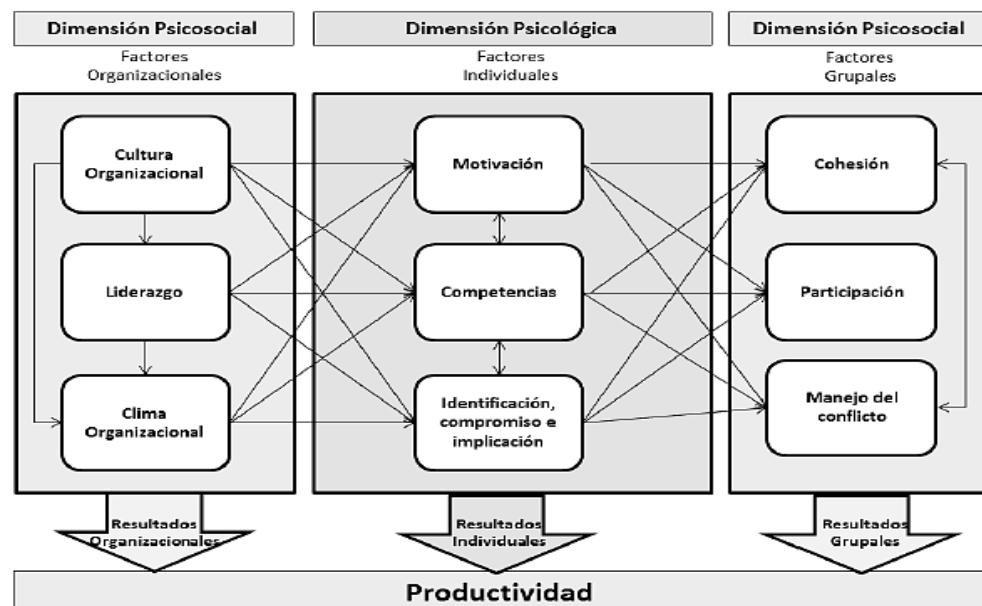 Dimensión Psicosocial
Dimensión Psicológica
Dimensión Psicosocial
Factores
Organizacionales
Factores
Individuales
Factores
Grupales
Cultura
Organizacional
Motivación
Cohesión
Liderazgo
Competencias
Participación
Clima
Organizacional
Identificación,
compromiso e
implicación
Manejo del
conflicto
Resultados
Organizacionales
Resultados
Individuales
Resultados
Grupales
Productividad